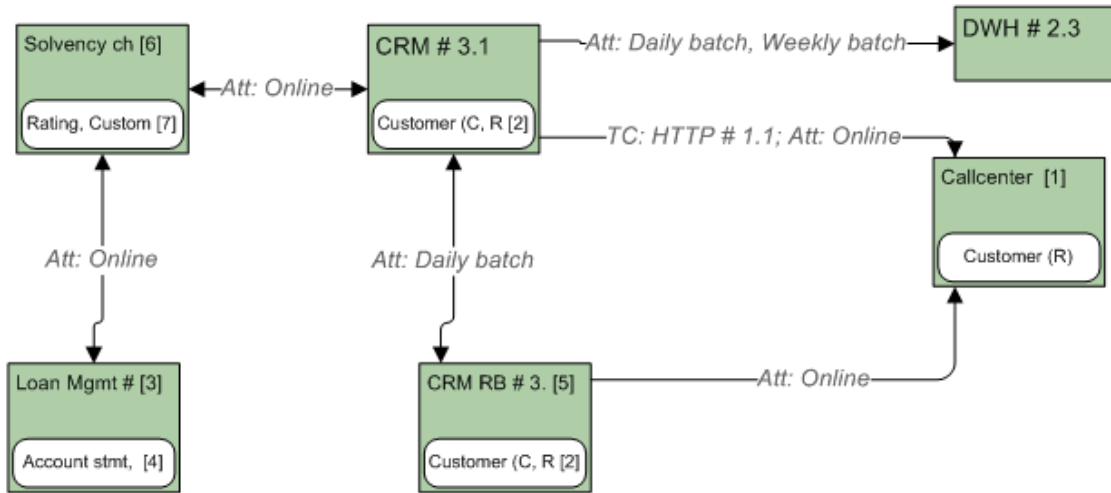 Solvency ch [6]
CRM # 3.1
DWH # 2.3
Att: Daily batch, Weekly batch
Att: Online
Rating, Custom [7]
Customer (C, R [2]
TC: HTTP # 1.1; Att: Online
Callcenter [1]
Customer (R)
Att: Online
Att: Daily batch
Loan Mgmt # [3]
CRM RB # 3. [5]
Att: Online
Account stmt, [4]
Customer (C, R [2]